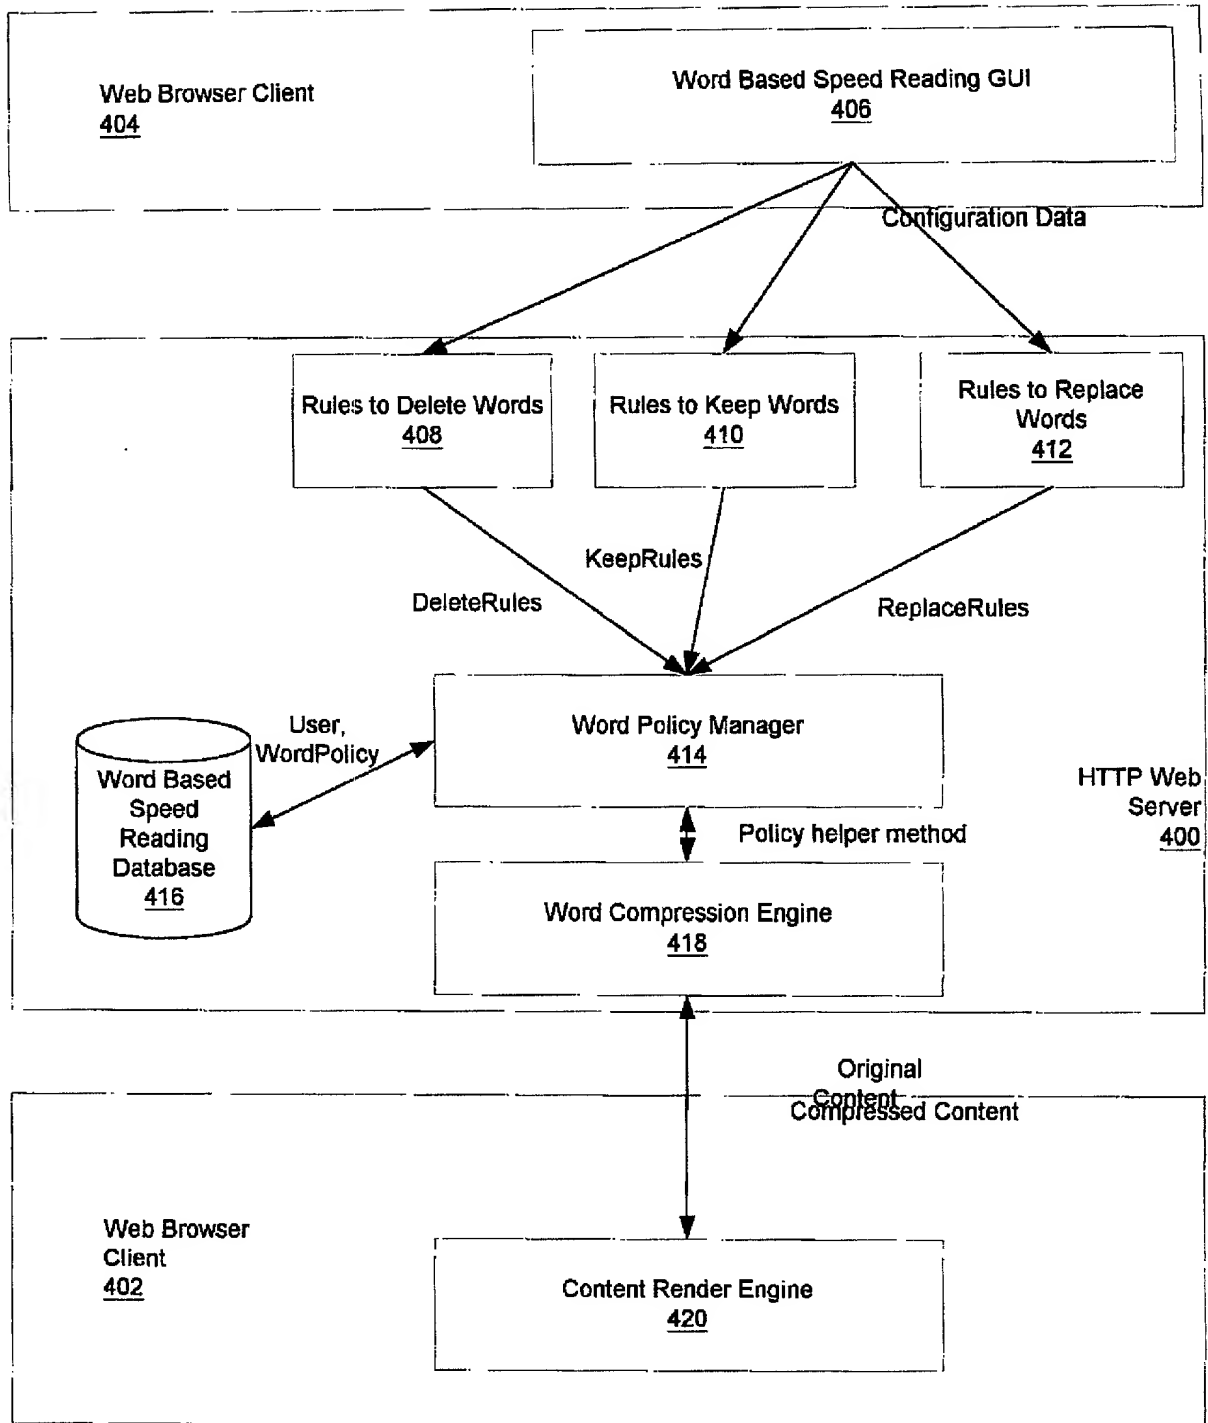 Word Based Speed Reading GUI
406
Web Browser Client
404
Configuration Data
Rules to Delete Words
408
Rules to Keep Words
410
Rules to Replace
Words
412
KeepRules
DeleteRules
ReplaceRules
Word Policy Manager
414
User,
WordPolicy
Word Based
Speed
Reading
Database
416
HTTP Web
Server
400
Policy helper method
Word Compression Engine
418
Original
Content
Compressed Content
Web Browser
Client
402
Content Render Engine
420